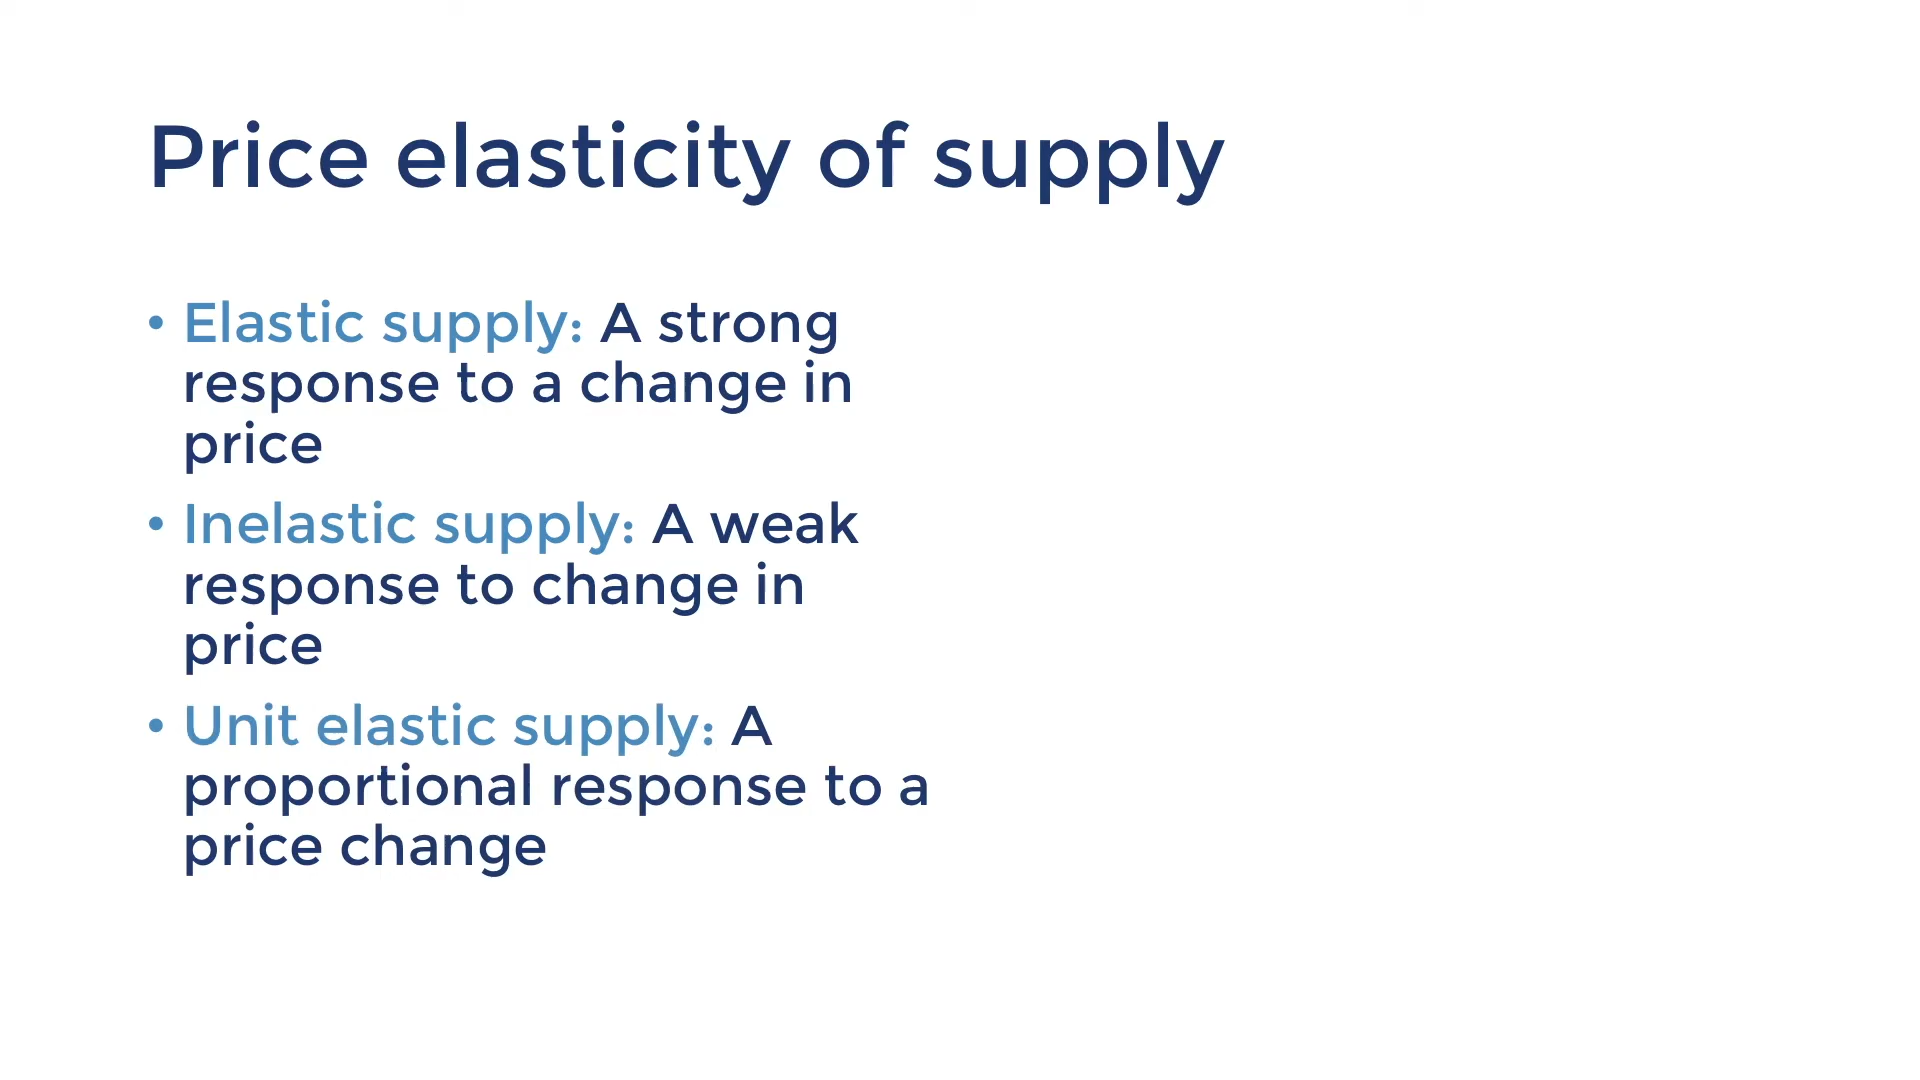 Price elasticity of supply
• Elastic supply: A strong
response to a change in
price
• Inelastic supply: A weak
response to change in
price
• Unit elastic supply: A
proportional response to a
price change